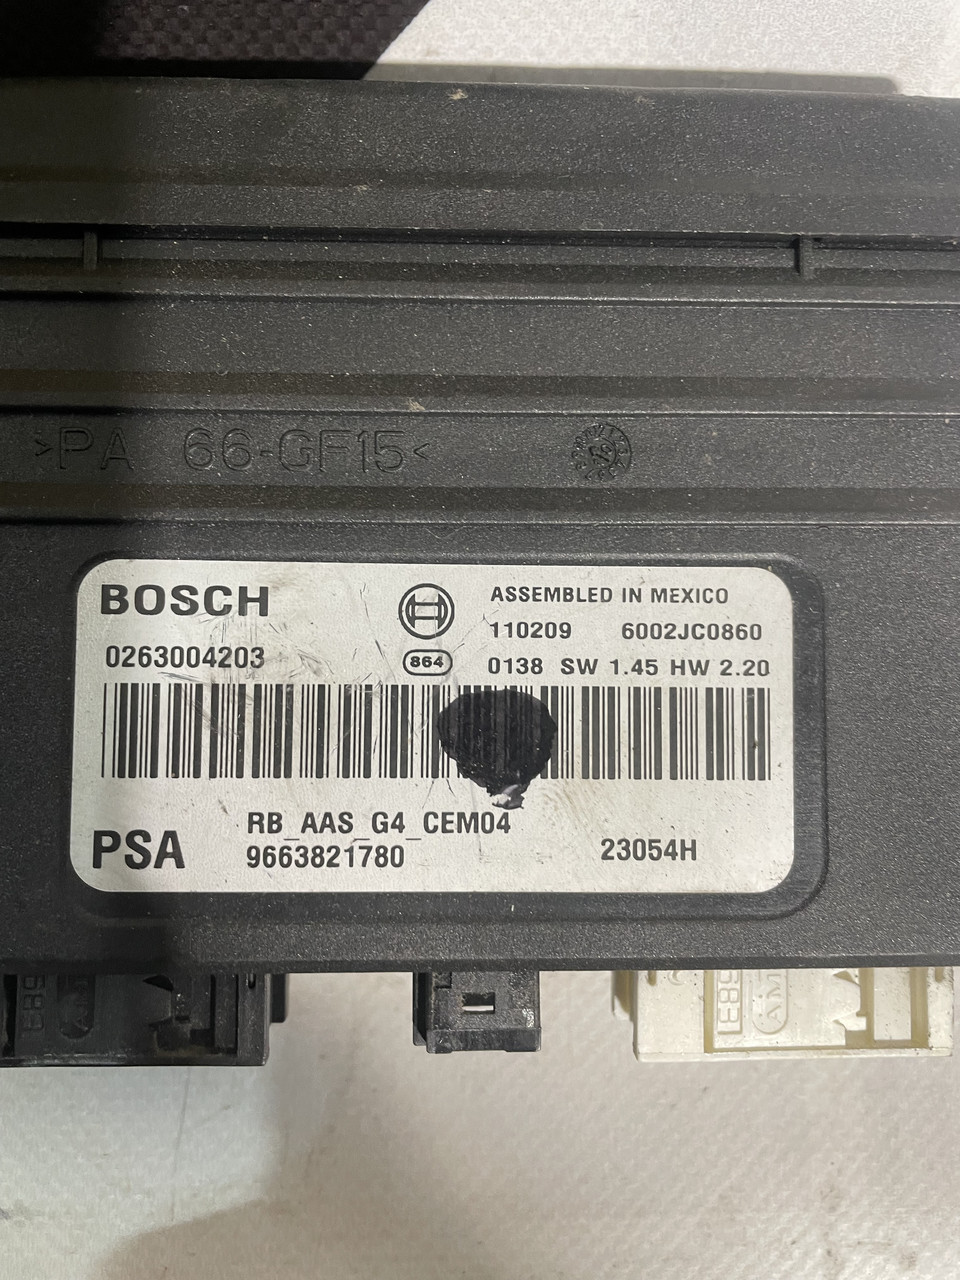 >PA 66-GF15<
BOSCH
ASSEMBLED IN MEXICO
110209 6002JC0860
0263004203
864
0138 SW 1.45 HW 2.20
RB_AAS_G4_CEM04
PSA
9663821780
23054H